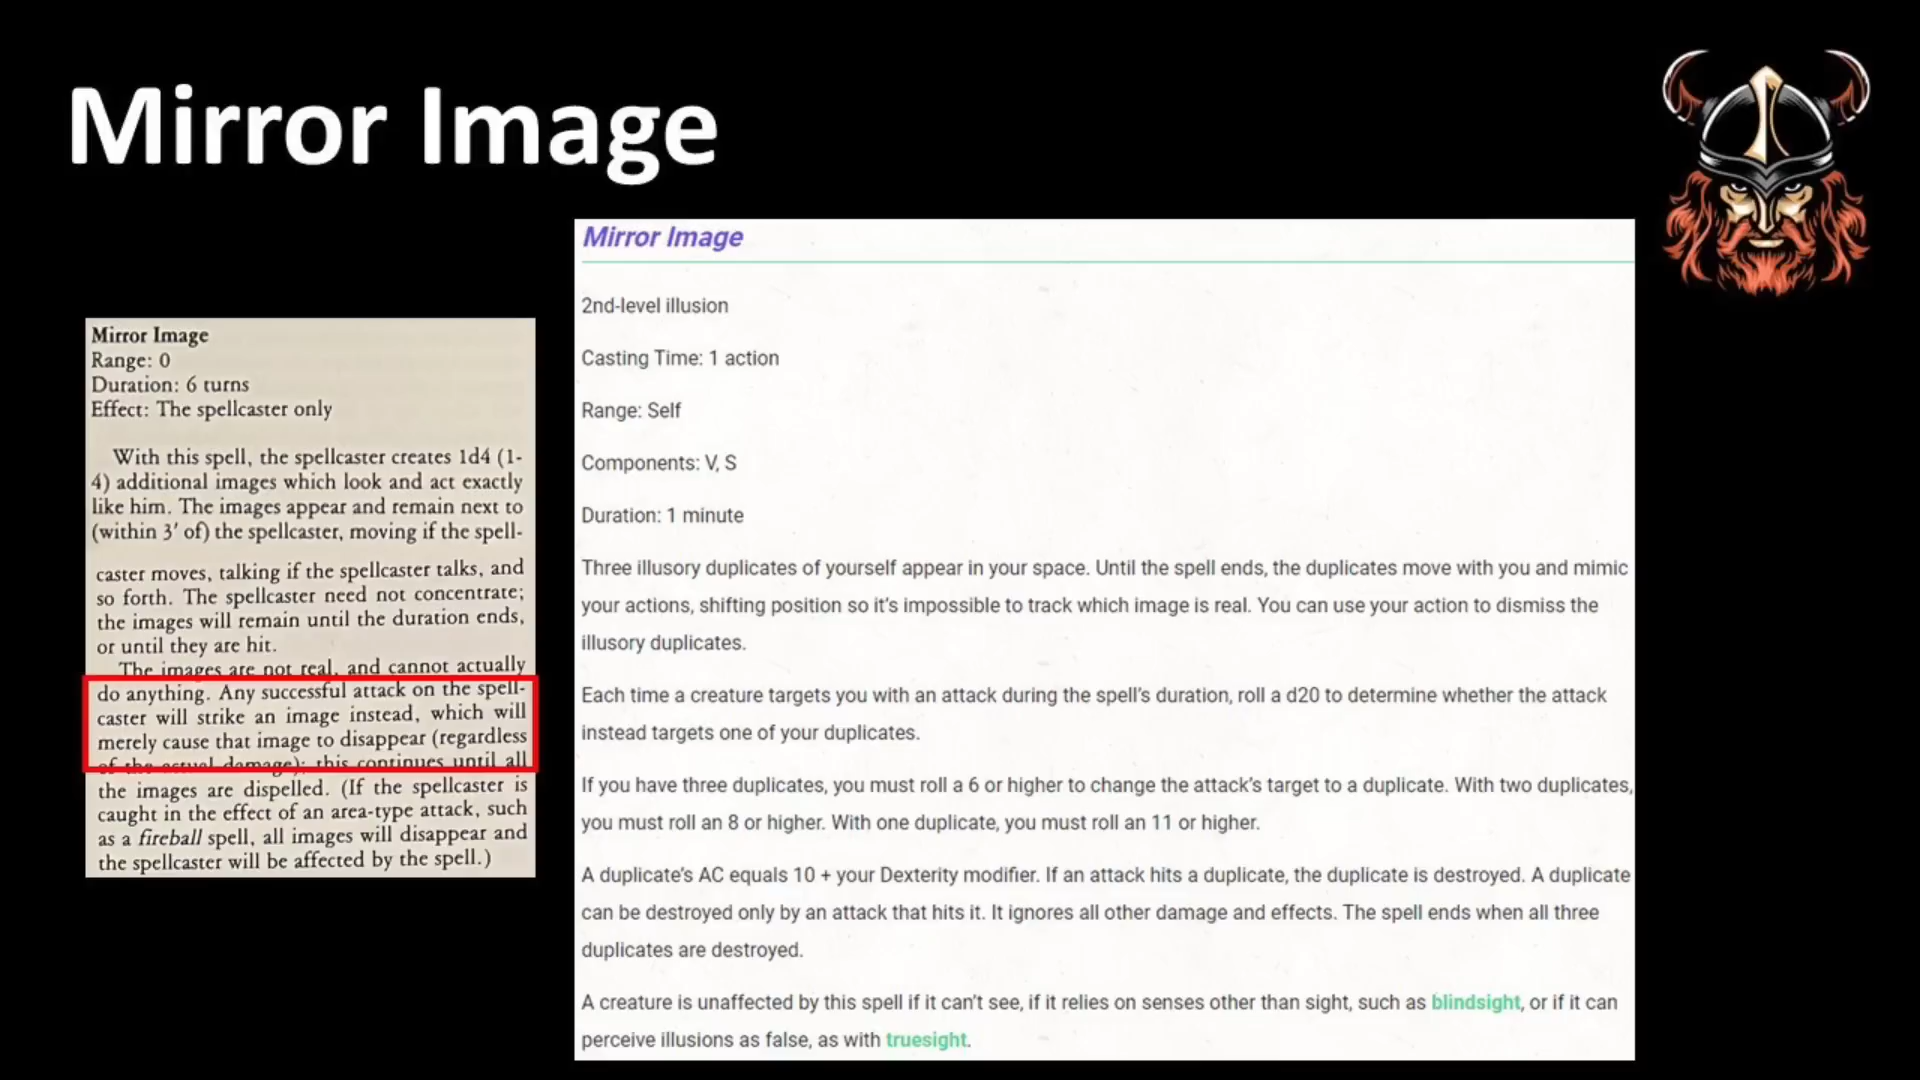 Mirror Image
Mirror Image
Range: 0
Duration: 6 turns
Effect: The spellcaster only
With this spell, the spellcaster creates 1d4 (1-
4) additional images which look and act exactly
like him. The images appear and remain next to
(within 3' of) the spellcaster, moving if the spell-
caster moves, talking if the spellcaster talks, and
so forth. The spellcaster need not concentrate;
the images will remain until the duration ends,
or until they are hit.
The images are not real, and cannot actually
do anything. Any successful attack on the spell-
caster will strike an image instead, which will
merely cause that image to disappear (regardless
of the actual damage); this continues until all
the images are dispelled. (If the spellcaster is
caught in the effect of an area-type attack, such
as a fireball spell, all images will disappear and
the spellcaster will be affected by the spell.)
Mirror Image
2nd-level illusion
Casting Time: 1 action
Range: Self
Components: V, S
Duration: 1 minute
Three illusory duplicates of yourself appear in your space. Until the spell ends, the duplicates move with you and mimic
your actions, shifting position so it's impossible to track which image is real. You can use your action to dismiss the
illusory duplicates.
Each time a creature targets you with an attack during the spell's duration, roll a d20 to determine whether the attack
instead targets one of your duplicates.
If you have three duplicates, you must roll a 6 or higher to change the attack's target to a duplicate. With two duplicates,
you must roll an 8 or higher. With one duplicate, you must roll an 11 or higher.
A duplicate's AC equals 10 + your Dexterity modifier. If an attack hits a duplicate, the duplicate is destroyed. A duplicate
can be destroyed only by an attack that hits it. It ignores all other damage and effects. The spell ends when all three
duplicates are destroyed.
A creature is unaffected by this spell if it can't see, if it relies on senses other than sight, such as blindsight, or if it can
perceive illusions as false, as with truesight.